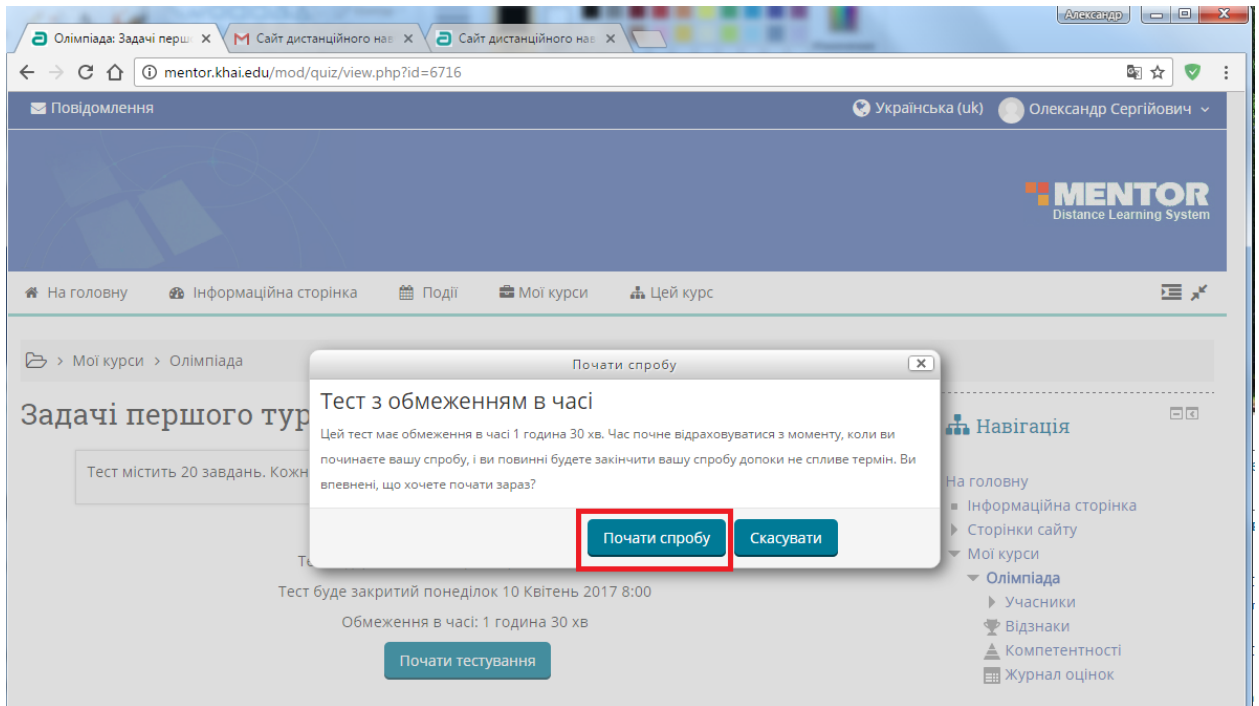 Александр
Олімпіада: Задачі перш
Сайт дистанційного нав
Сайт дистанційного нав
mentor.khai.edu/mod/quiz/view.php?id=6716
Повідомлення
Українська (uk)
Олександр Сергійович
MENTOR
Distance Learning System
На головну
Інформаційна сторінка
Події
Мої курси
Цей курс
> Мої курси > Олімпіада
Почати спробу
Задачі першого тур
Тест з обмеженням в часі
Цей тест має обмеження в часі 1 година 30 хв. Час почне відраховуватися з моменту, коли ви
починаєте вашу спробу, і ви повинні будете закінчити вашу спробу допоки не спливе термін. Ви
впевнені, що хочете почати зараз?
Почати спробу
Скасувати
Тест містить 20 завдань. Кожн
Тест буде закритий понеділок 10 Квітень 2017 8:00
Обмеження в часі: 1 година 30 хв
Почати тестування
Навігація
На головну
Інформаційна сторінка
Сторінки сайту
Мої курси
Олімпіада
Учасники
Відзнаки
Компетентності
Журнал оцінок